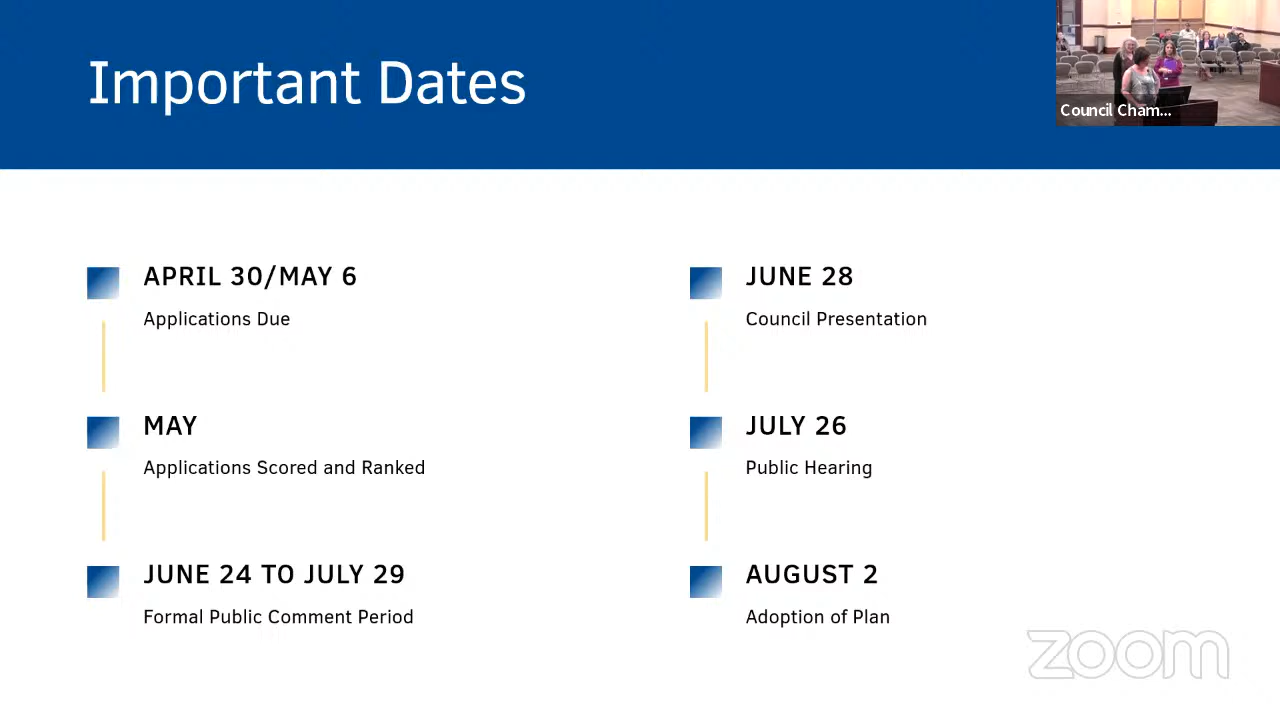 Important Dates
Council Cham...
APRIL 30/MAY 6
Applications Due
MAY
Applications Scored and Ranked
JUNE 24 TO JULY 29
Formal Public Comment Period
JUNE 28
Council Presentation
JULY 26
Public Hearing
AUGUST 2
Adoption of Plan
zoom